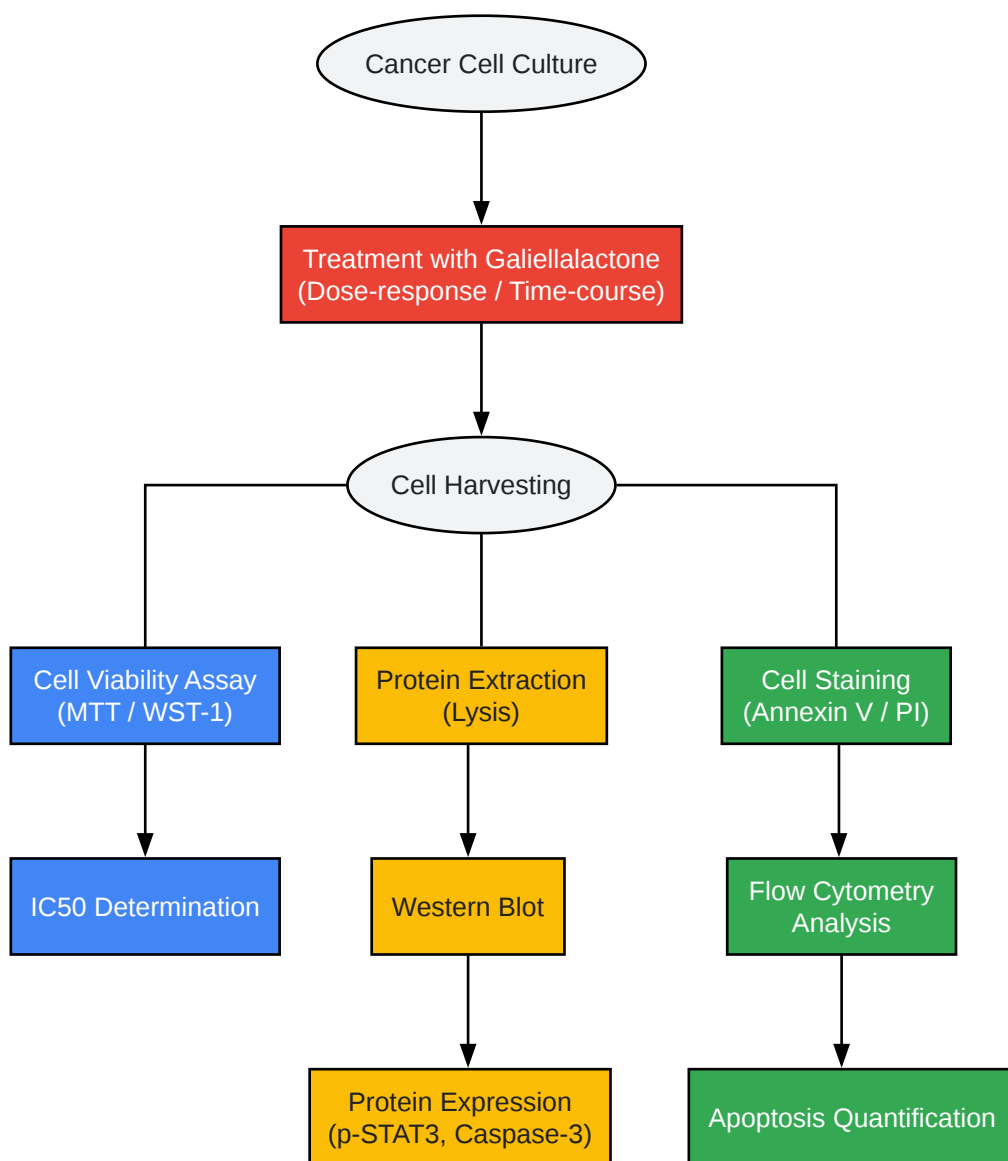 Cancer Cell Culture
Treatment with Galiellalactone
(Dose-response / Time-course)
Cell Harvesting
Cell Viability Assay
(MTT / WST-1)
Protein Extraction
(Lysis)
Cell Staining
(Annexin V / PI)
IC50 Determination
Western Blot
Flow Cytometry
Analysis
Protein Expression
(p-STAT3, Caspase-3)
Apoptosis Quantification